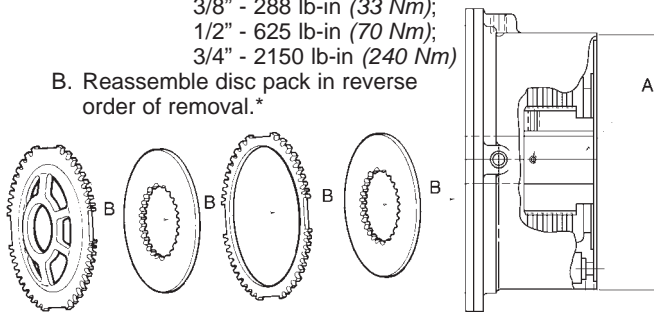 3/8” - 288 lb-in (33 Nm);
1/2” - 625 lb-in (70 Nm);
3/4” - 2150 lb-in (240 Nm)
B. Reassemble disc pack in reverse
order of removal.*
A
B
B
B